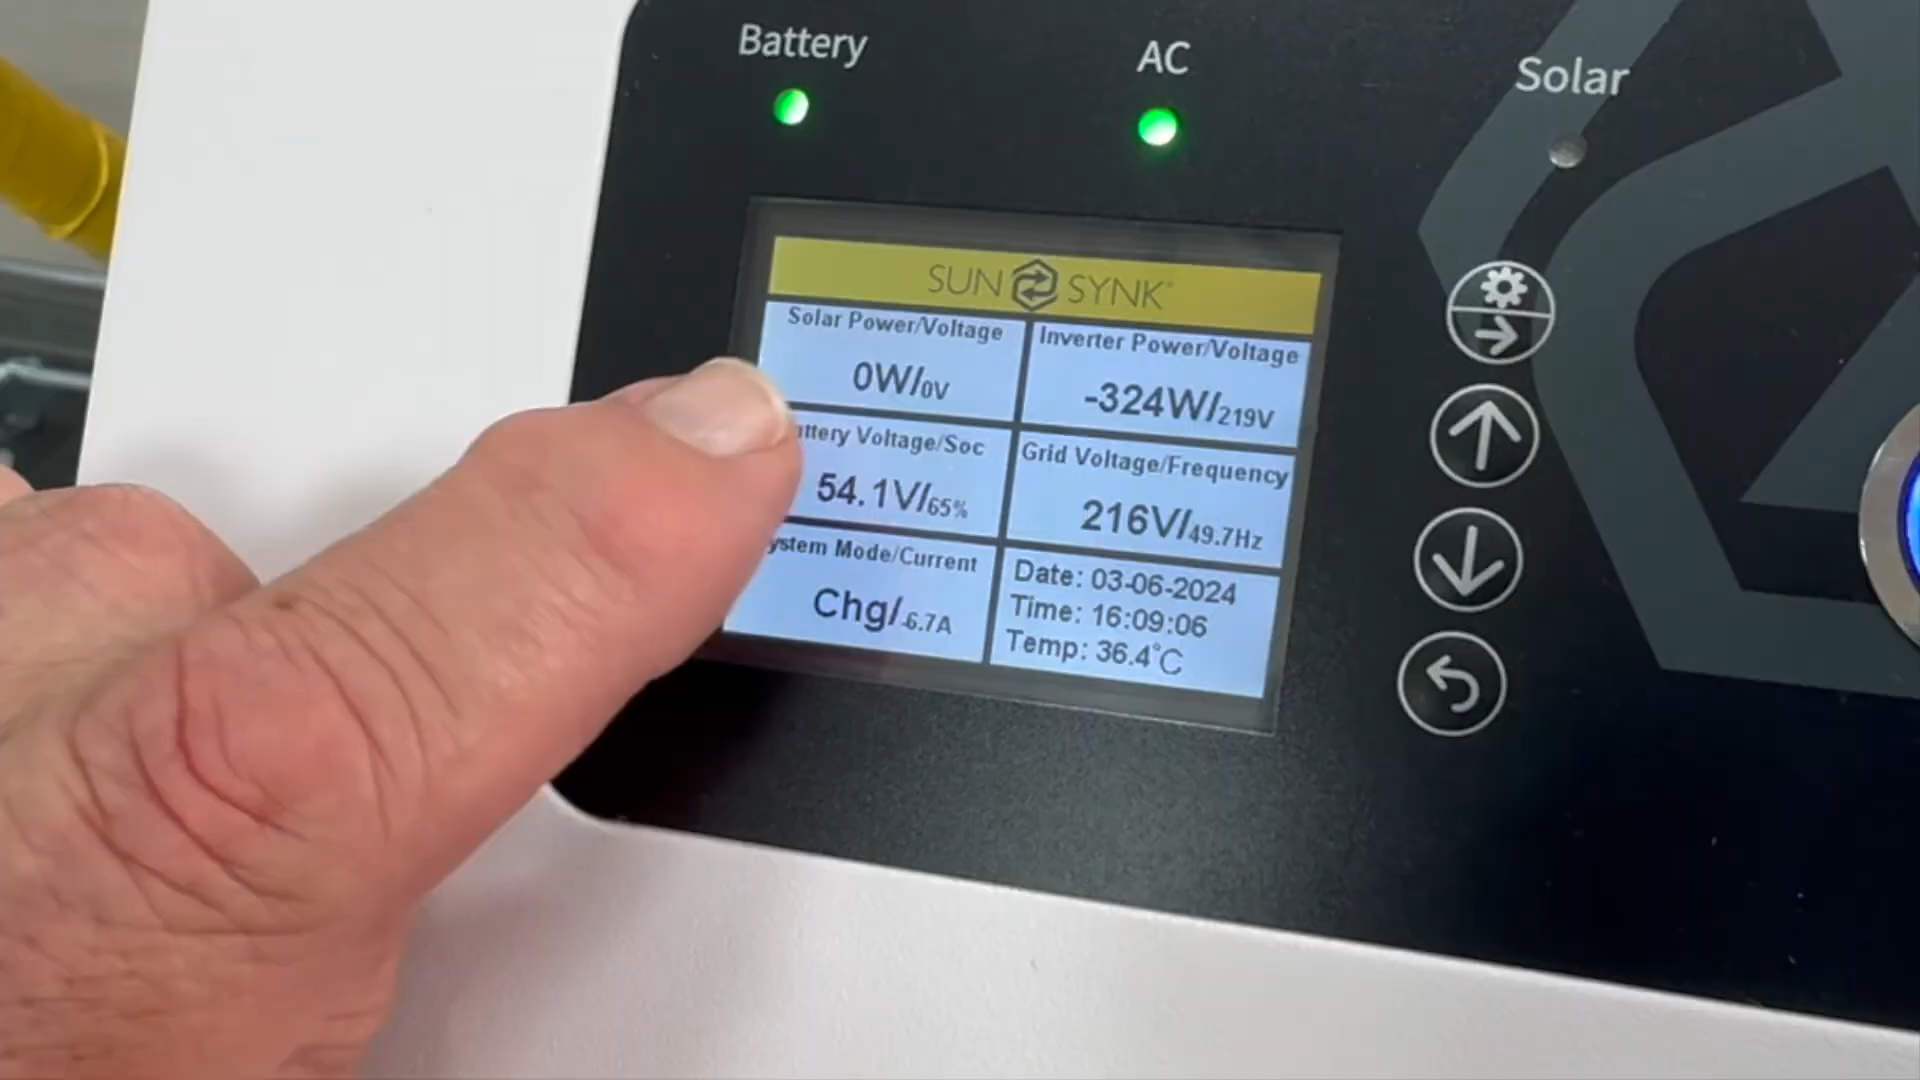 Battery
AC
Solar
SUN SYNK
Solar Power/Voltage
0W/0V
Inverter Power/Voltage
-324W/219V
ttery Voltage/Soc
54.1V/65%
Grid Voltage/Frequency
216V/49.7Hz
ystem Mode/Current
Chg/-6.7A
Date: 03-06-2024
Time: 16:09:06
Temp: 36.4°C